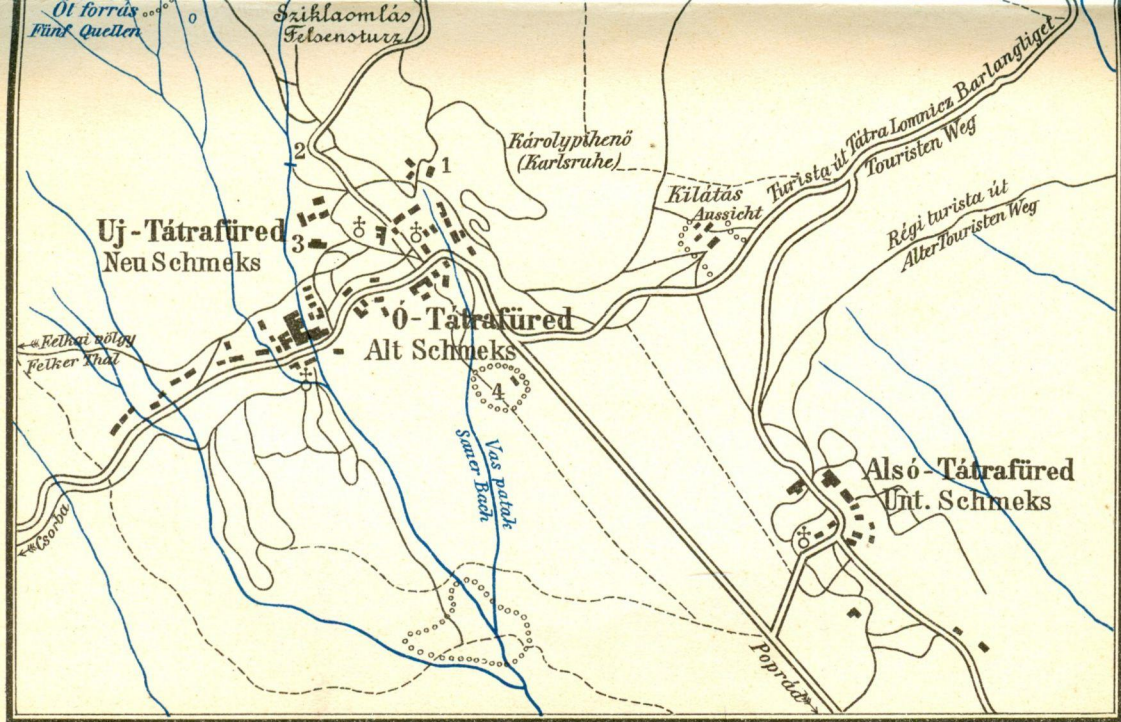 Öt forrás
Fünf Quellen
Sziklaomlás
Felsensturz
Károlypihenő
(Karlsruhe)
Kilátás
Aussicht
Turista út Tátra Lomnicz Barlangliget
Touristen Weg
Régi turista út
Alter Touristen Weg
2
1
Uj-Tátrafüred
3
Neu Schmeks
Ó-Tátrafüred
Alt Schmeks
Felkai völgy
Felker Thal
4
Vas patak
Sauer Bach
Alsó-Tátrafüred
Unt. Schmeks
Csorba
Poprád